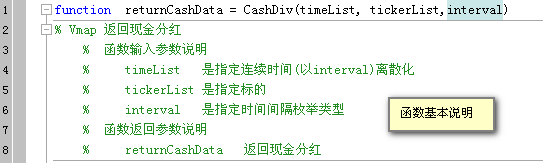 1 function returnCashData = CashDiv(timeList, tickerList,interval)
2 % Vmap 返回现金分红
3 % 函数输入参数说明
4 % timeList 是指定连续时间(以interval)离散化
5 % tickerList 是指定标的
6 % interval 是指定时间间隔枚举类型
函数基本说明
7 % 函数返回参数说明
8 % returnCashData 返回现金分红